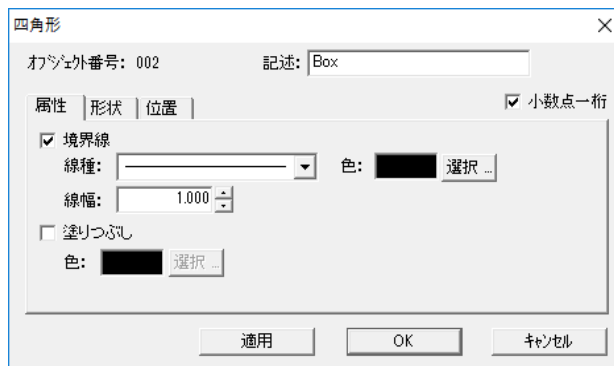 四角形
ｵﾌﾞｼﾞｪｸﾄ番号: 002 記述: Box
属性 形状 位置 小数点一桁
境界線
線種: 色: 選択 ...
線幅: 1.000
塗りつぶし
色: 選択 ...
適用 OK ｷｬﾝｾﾙ